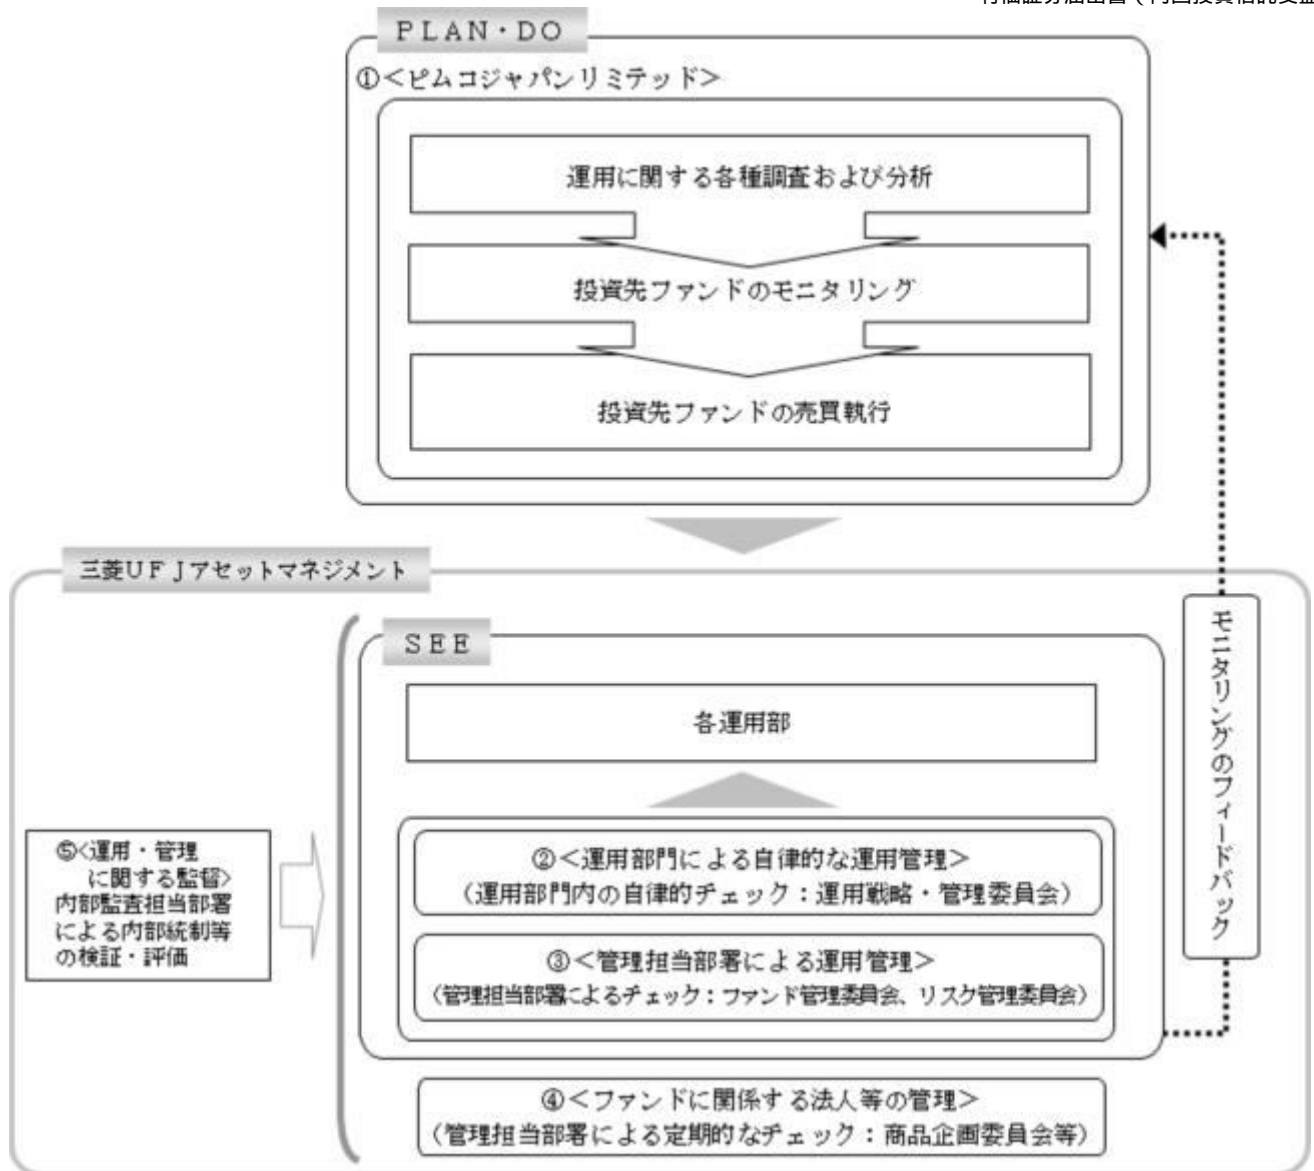 PLAN・DO
①<ピムコジャパンリミテッド>
運用に関する各種調査および分析
投資先ファンドのモニタリング
投資先ファンドの売買執行
三菱UFJアセットマネジメント
SEE
各運用部
モニタリングのフィードバック
②<運用部門による自律的な運用管理>
(運用部門内の自律的チェック:運用戦略・管理委員会)
③<管理担当部署による運用管理>
(管理担当部署によるチェック:ファンド管理委員会、リスク管理委員会)
⑤<運用・管理
に関する監督>
内部監査担当部署
による内部統制等
の検証・評価
④<ファンドに関係する法人等の管理>
(管理担当部署による定期的なチェック:商品企画委員会等)